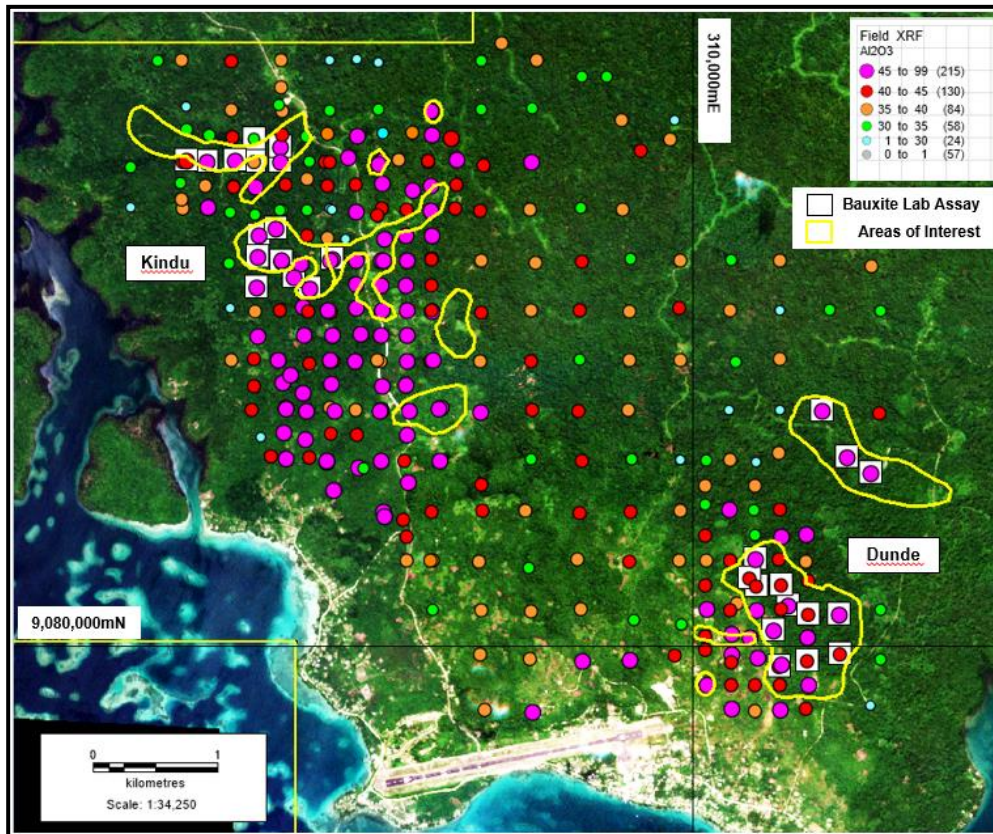 310,000mE
Field XRF
Al2O3
45 to 99 (215)
40 to 45 (130)
35 to 40 (84)
30 to 35 (58)
1 to 30 (24)
0 to 1 (57)
Bauxite Lab Assay
Areas of Interest
Kindu
Dunde
9,080,000mN
0 1
kilometres
Scale: 1:34,250